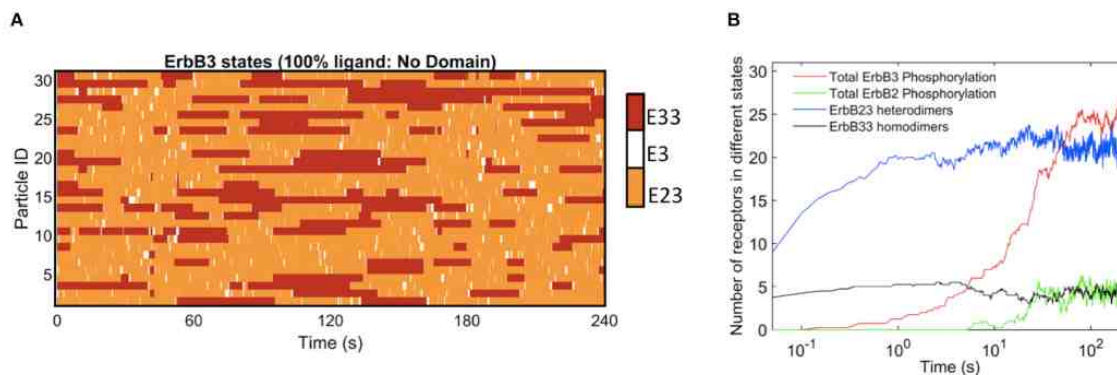 A
B
ErbB3 states (100% ligand: No Domain)
30
25
20
15
10
5
Particle ID
0
60
120
180
240
Time (s)
E33
E3
E23
Number of receptors in different states
30
25
20
15
10
5
0
Total ErbB3 Phosphorylation
Total ErbB2 Phosphorylation
ErbB23 heterodimers
ErbB33 homodimers
10⁻¹
10⁰
10¹
10²
Time (s)